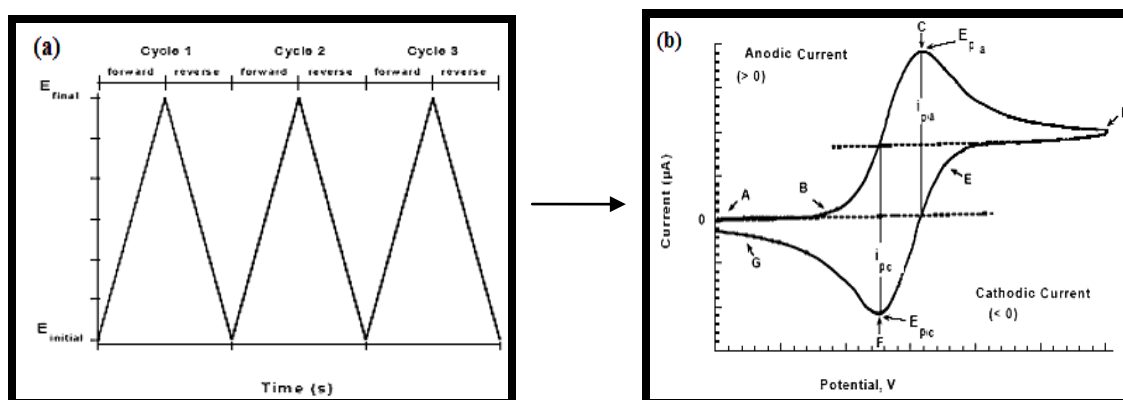 (a)
Cycle 1 Cycle 2 Cycle 3
forward reverse forward reverse forward reverse
E final
E initial
Time (s)
(b)
C
E p a
Anodic Current
(> 0)
i pa
Current (µA)
A
B
E
0
G
i pc
Cathodic Current
(< 0)
E pc
F
Potential, V